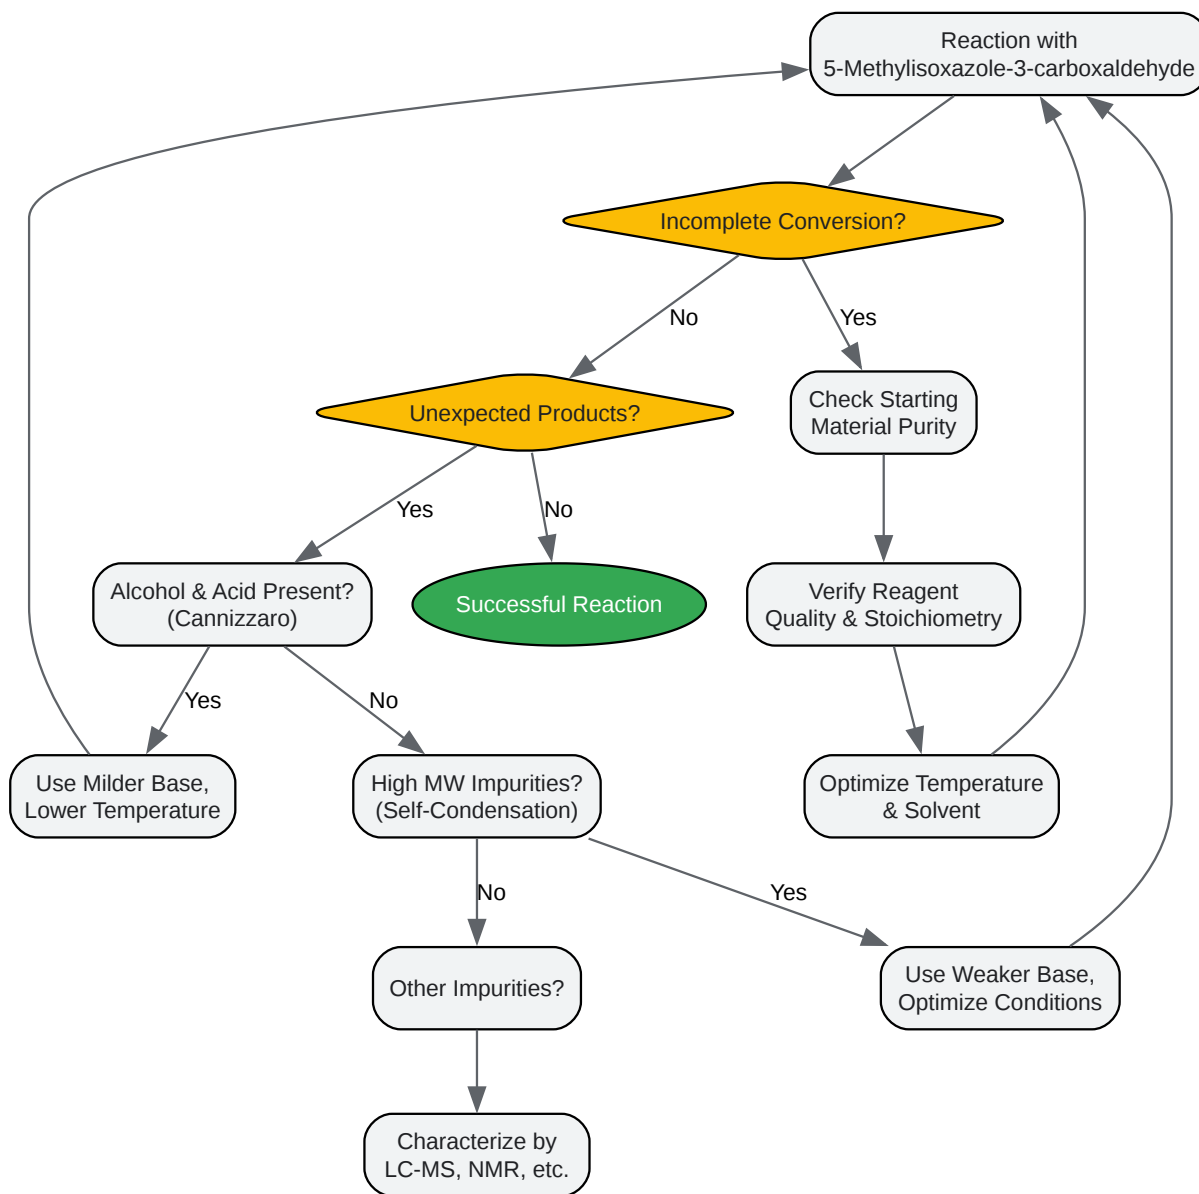 Reaction with
5-Methylisoxazole-3-carboxaldehyde
Incomplete Conversion?
No
Yes
Unexpected Products?
Check Starting
Material Purity
Yes
No
Alcohol & Acid Present?
(Cannizzaro)
Successful Reaction
Verify Reagent
Quality & Stoichiometry
Yes
No
Use Milder Base,
Lower Temperature
High MW Impurities?
(Self-Condensation)
Optimize Temperature
& Solvent
No
Yes
Other Impurities?
Use Weaker Base,
Optimize Conditions
Characterize by
LC-MS, NMR, etc.